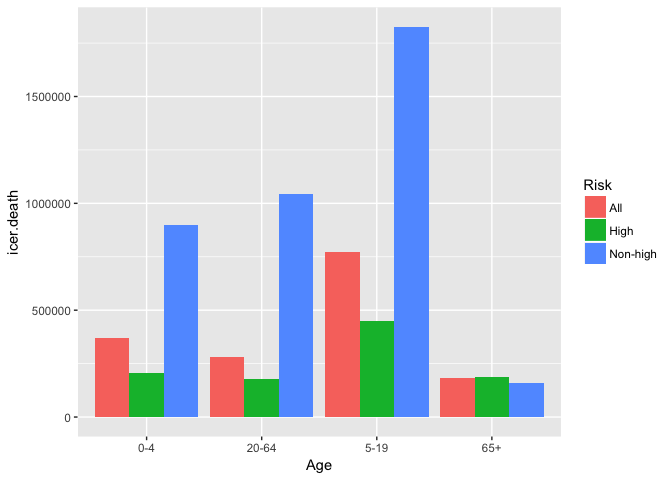 icer.death
1500000
1000000
500000
0
0-4 20-64 5-19 65+
Age
Risk
All
High
Non-high